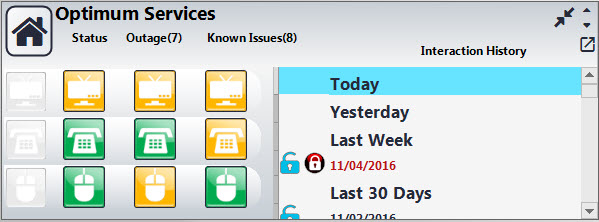 Optimum Services
Status Outage(7) Known Issues(8)
Interaction History
Today
Yesterday
Last Week
11/04/2016
Last 30 Days
11/02/2016